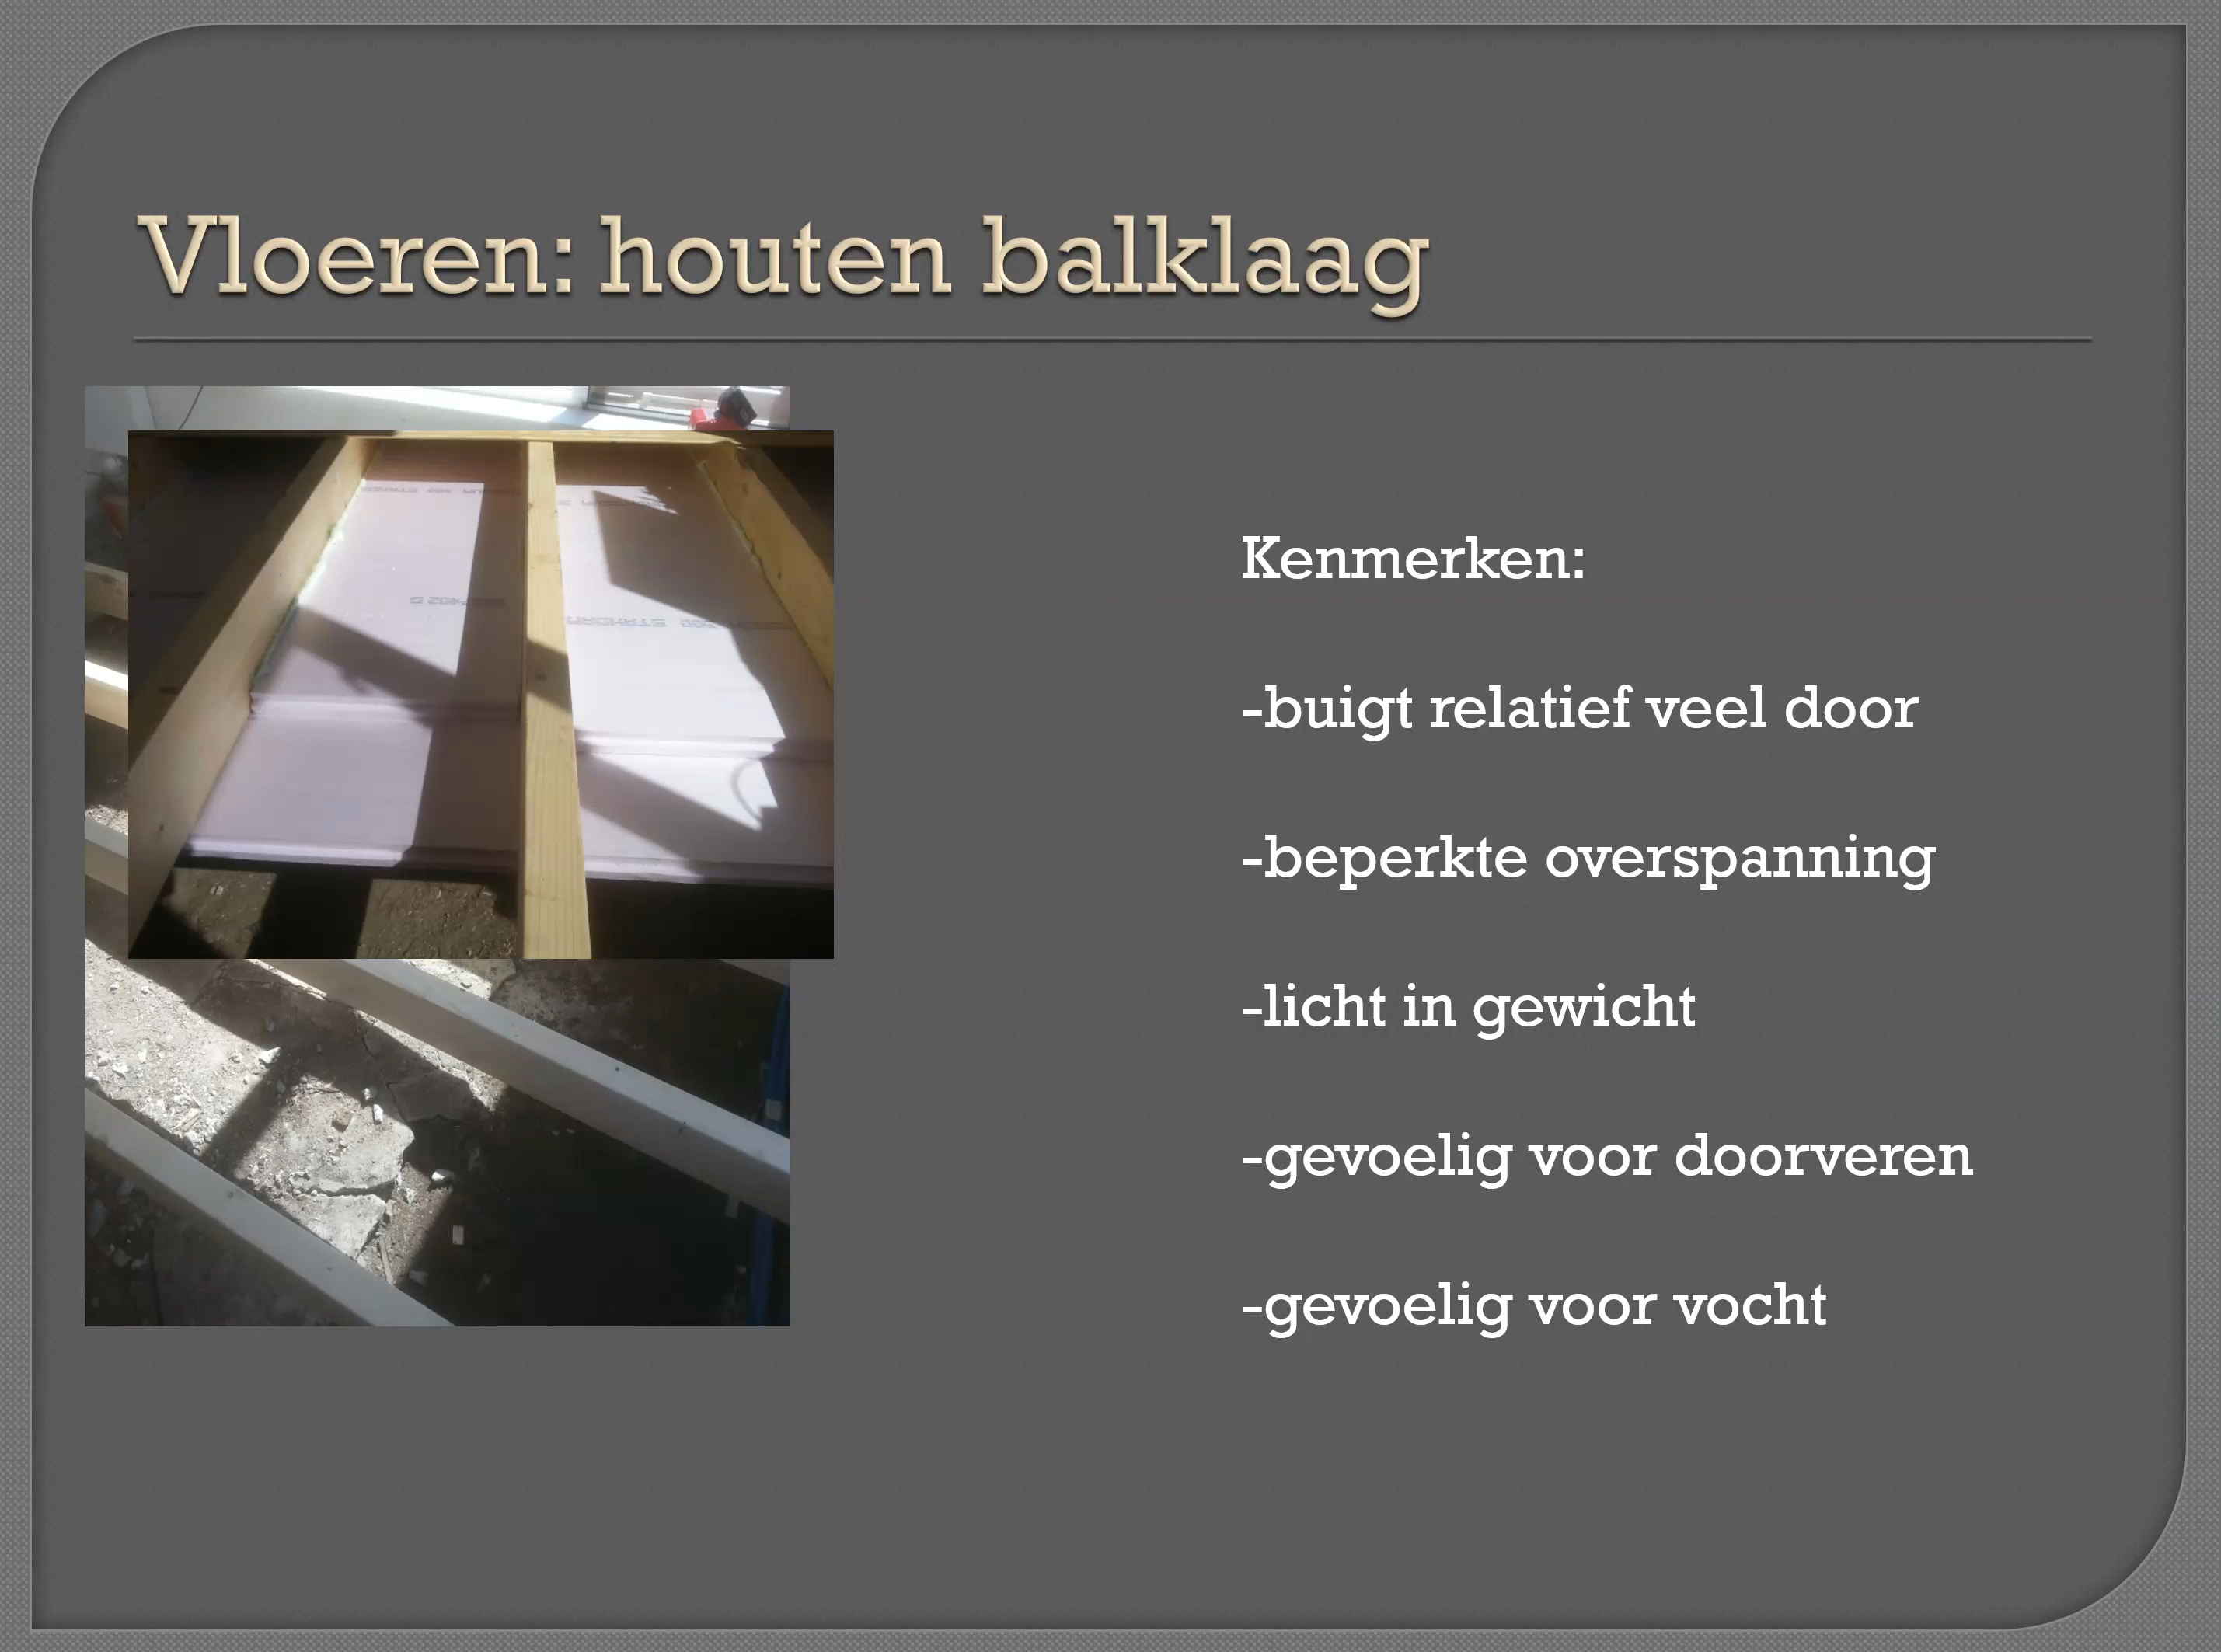 Vloeren: houten balklaag
Kenmerken:
-buigt relatief veel door
-beperkte overspanning
-licht in gewicht
-gevoelig voor doorveren
-gevoelig voor vocht